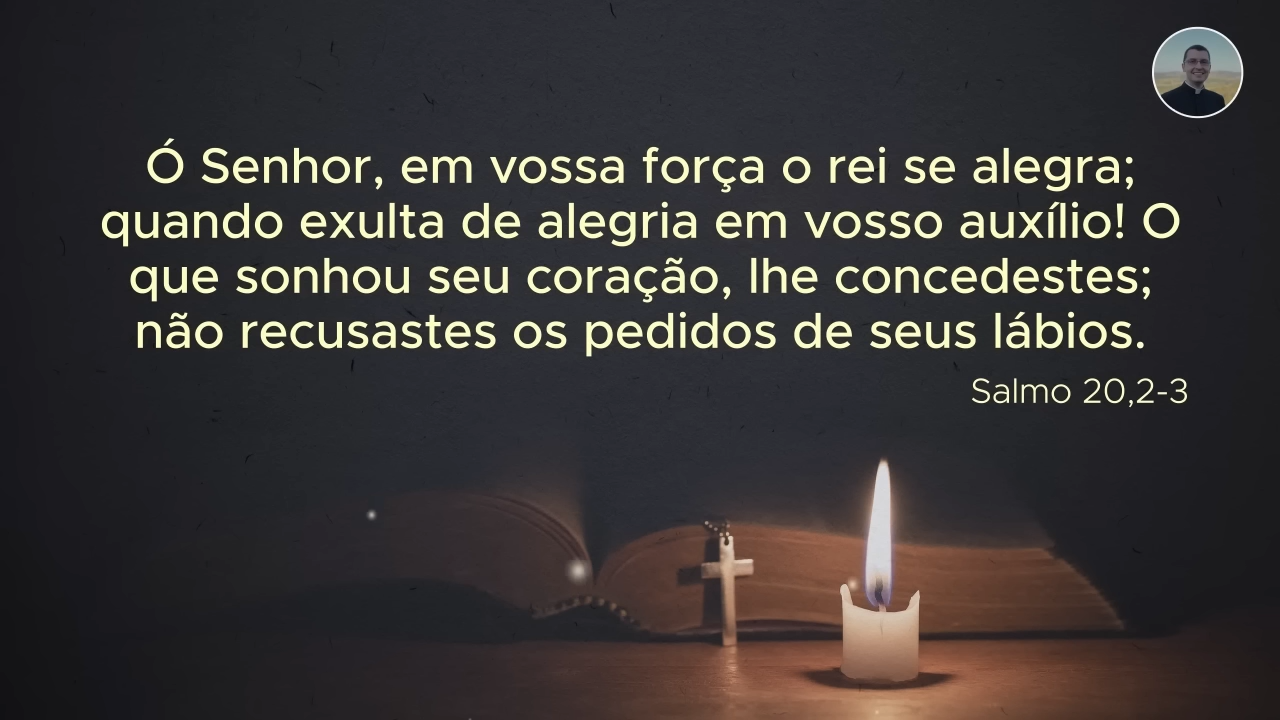 Ó Senhor, em vossa força o rei se alegra;
quando exulta de alegria em vosso auxílio! O
que sonhou seu coração, lhe concedestes;
não recusastes os pedidos de seus lábios.
Salmo 20,2-3